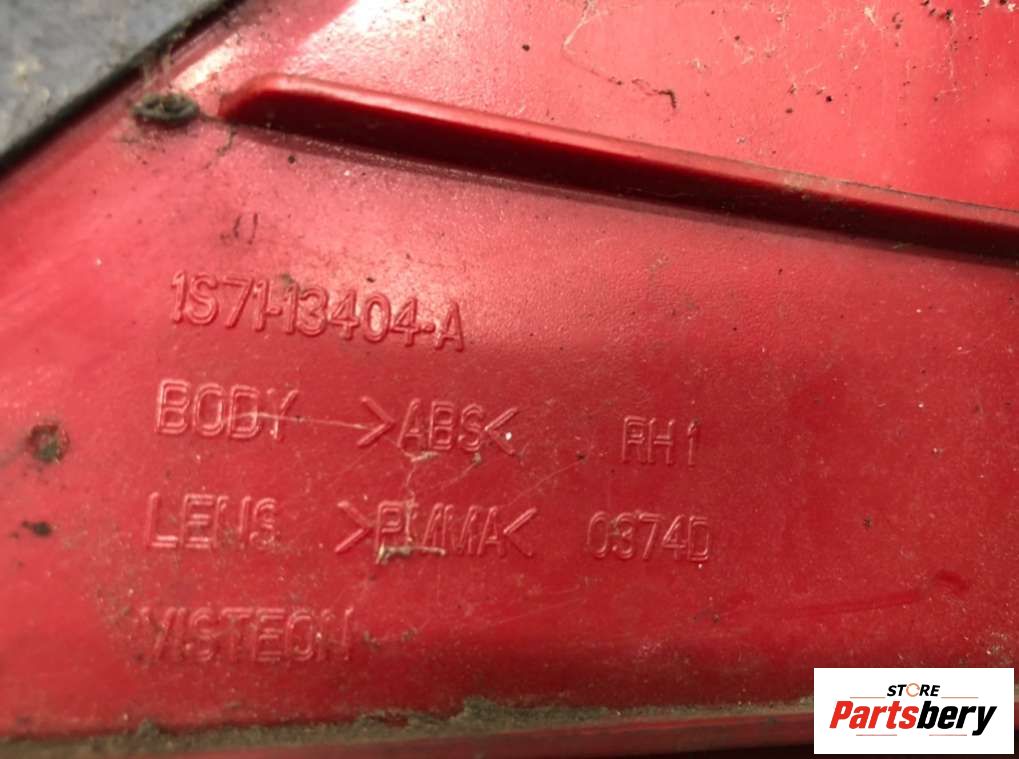 1S71-13404-A
BODY >ABS< RH1
LENS >PMMA< 0374D
VISTEON
STORE
Partsbery